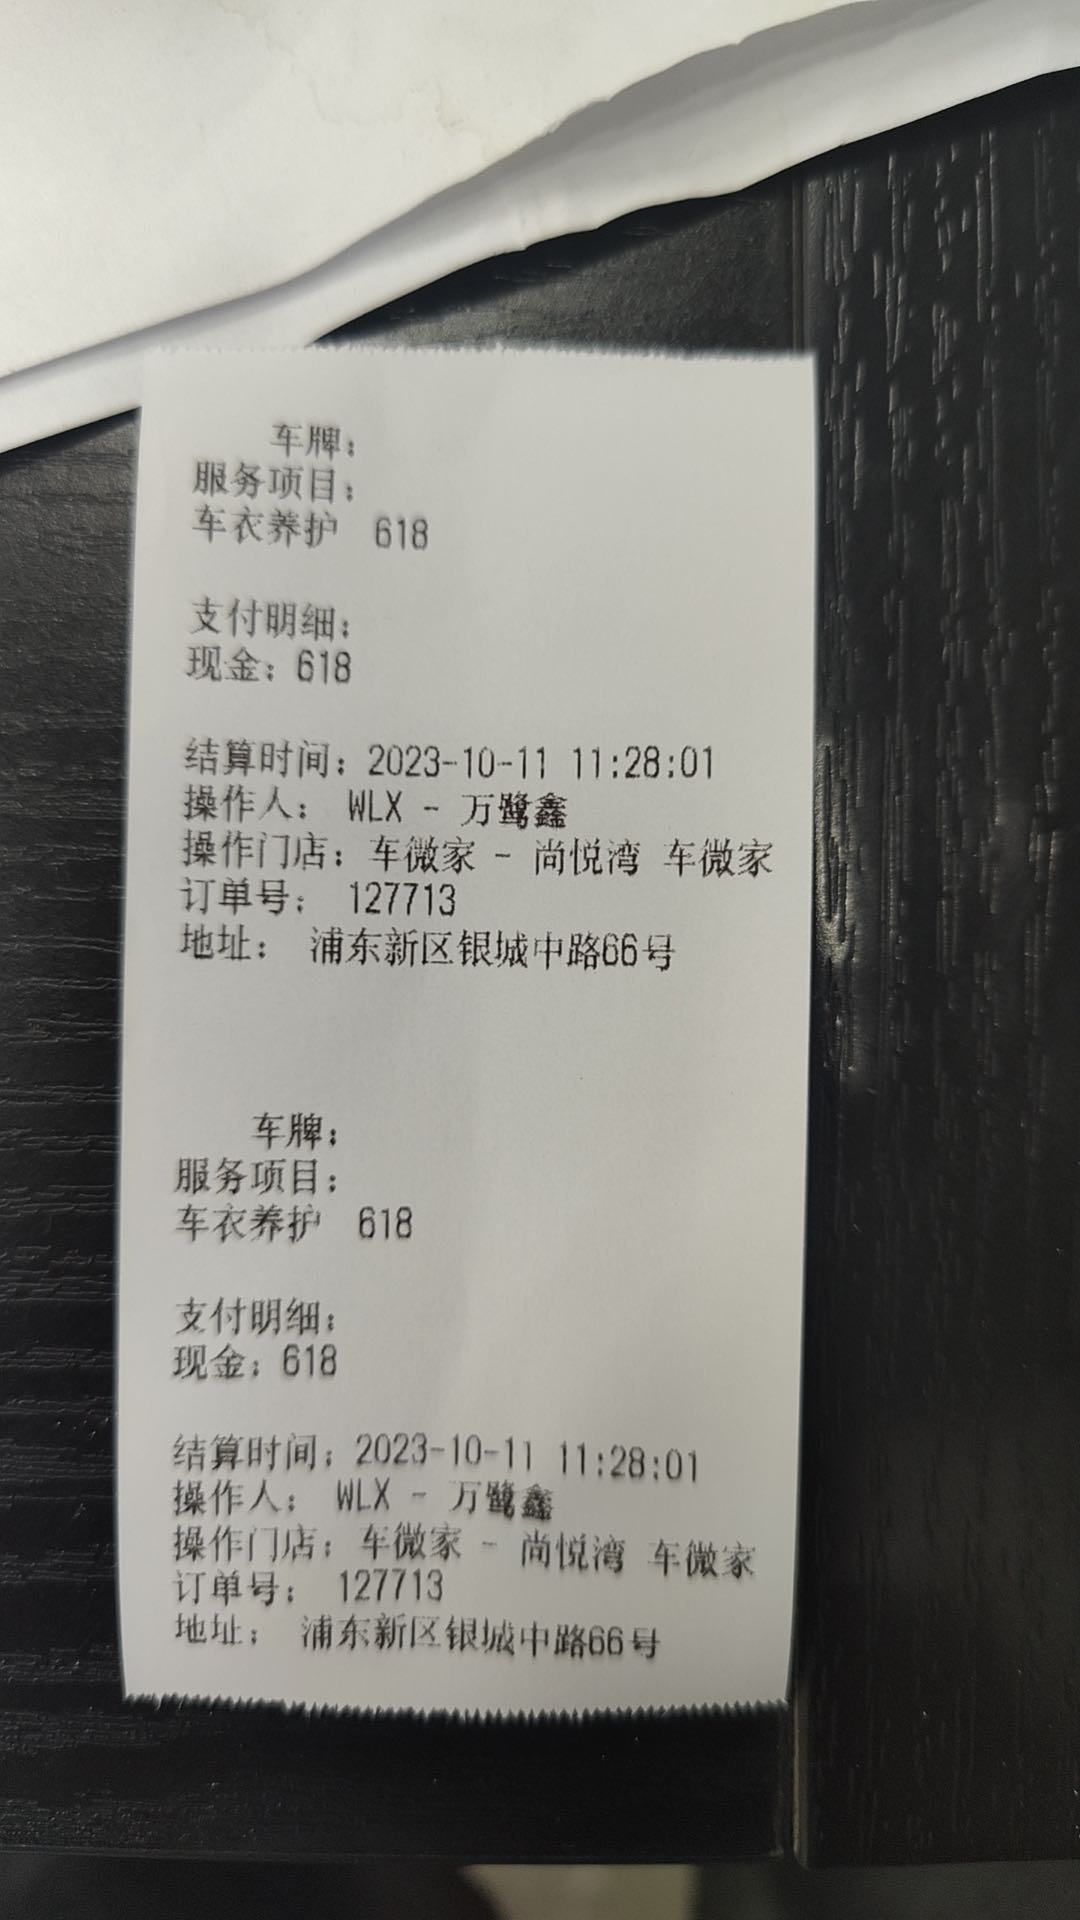 车牌：
服务项目：
车衣养护 618
支付明细：
现金：618
结算时间：2023-10-11 11:28:01
操作人： WLX - 万鹭鑫
操作门店：车微家 - 尚悦湾 车微家
订单号： 127713
地址： 浦东新区银城中路66号
车牌：
服务项目：
车衣养护 618
支付明细：
现金：618
结算时间：2023-10-11 11:28:01
操作人： WLX - 万鹭鑫
操作门店：车微家 - 尚悦湾 车微家
订单号： 127713
地址： 浦东新区银城中路66号